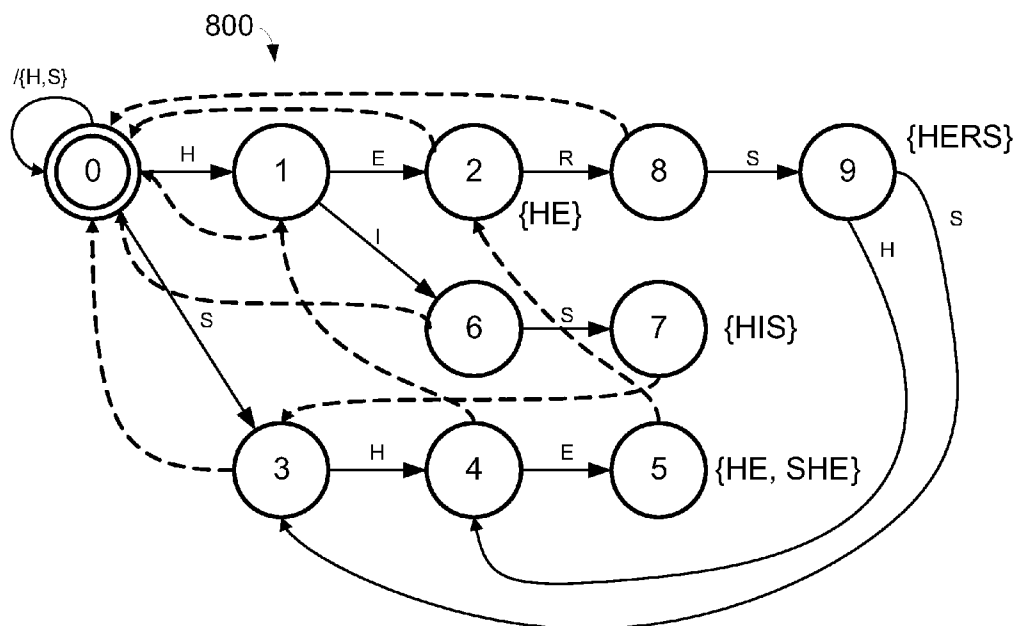 800
/{H,S}
0 H 1 E 2 R 8 S 9 {HERS}
{HE}
H S
I
S
6 S 7 {HIS}
3 H 4 E 5 {HE, SHE}